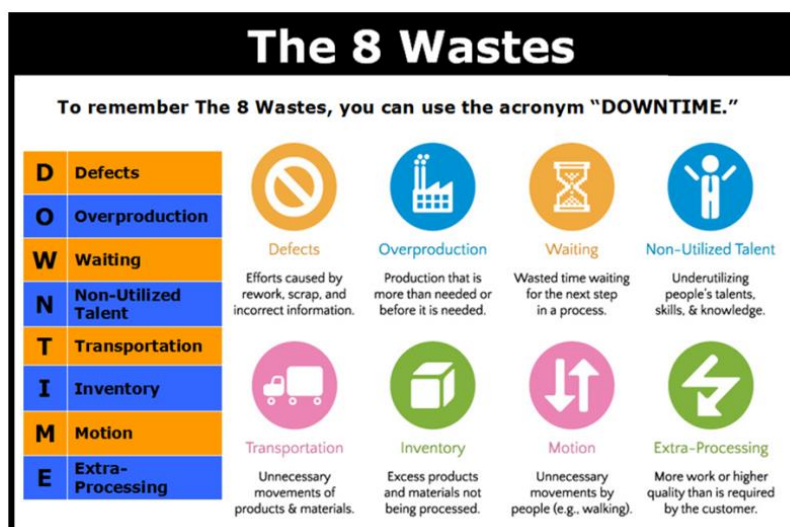 The 8 Wastes
To remember The 8 Wastes, you can use the acronym “DOWNTIME.”
D Defects
O Overproduction
W Waiting
N Non-Utilized
Talent
T Transportation
I Inventory
M Motion
E Extra-
Processing
Defects
Efforts caused by
rework, scrap, and
incorrect information.
Overproduction
Production that is
more than needed or
before it is needed.
Waiting
Wasted time waiting
for the next step
in a process.
Non-Utilized Talent
Underutilizing
people's talents,
skills, & knowledge.
Transportation
Unnecessary
movements of
products & materials.
Inventory
Excess products
and materials not
being processed.
Motion
Unnecessary
movements by
people (e.g., walking).
Extra-Processing
More work or higher
quality than is required
by the customer.